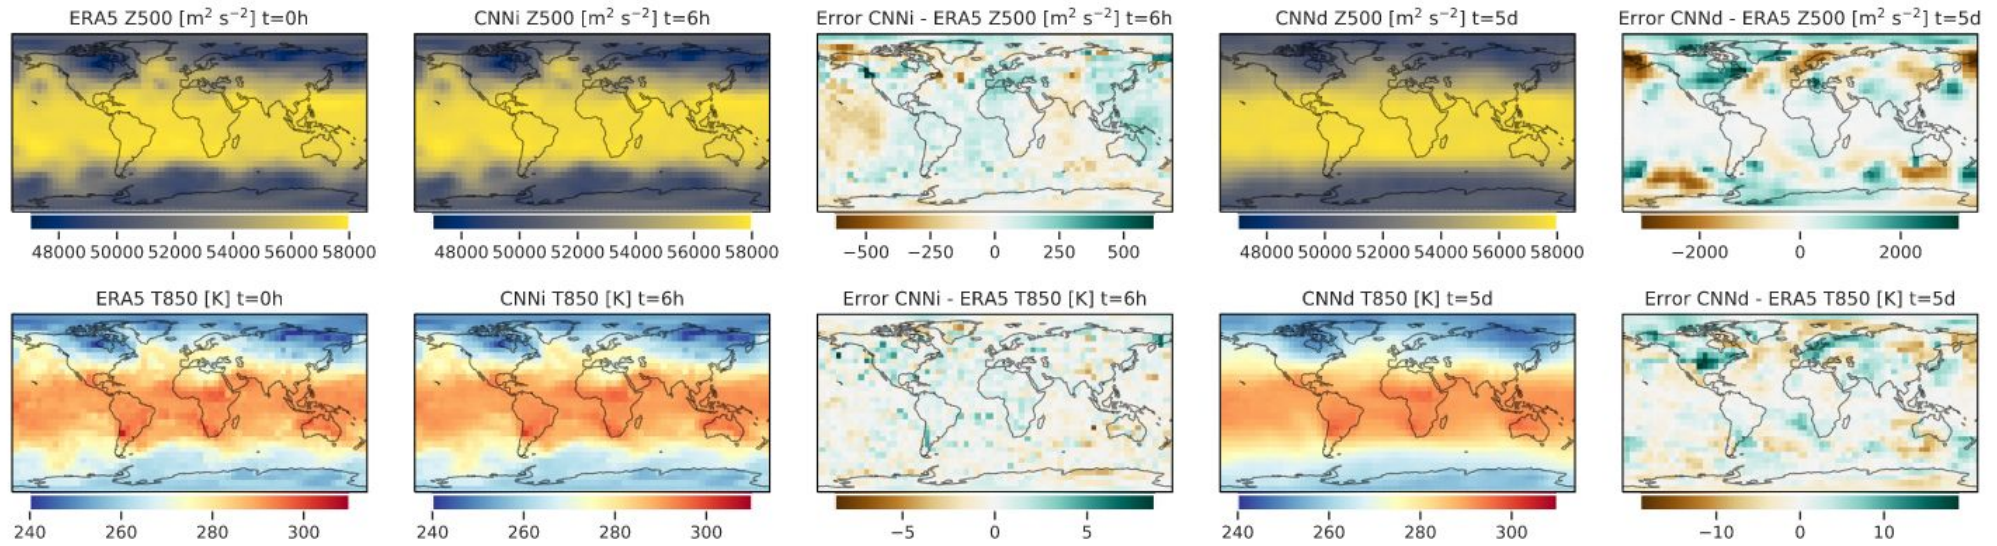 ERA5 Z500 [m² s⁻²] t=0h
CNNi Z500 [m² s⁻²] t=6h
Error CNNi - ERA5 Z500 [m² s⁻²] t=6h
CNNd Z500 [m² s⁻²] t=5d
Error CNNd - ERA5 Z500 [m² s⁻²] t=5d
48000 50000 52000 54000 56000 58000
48000 50000 52000 54000 56000 58000
−500 −250 0 250 500
48000 50000 52000 54000 56000 58000
−2000 0 2000
ERA5 T850 [K] t=0h
CNNi T850 [K] t=6h
Error CNNi - ERA5 T850 [K] t=6h
CNNd T850 [K] t=5d
Error CNNd - ERA5 T850 [K] t=5d
240 260 280 300
240 260 280 300
−5 0 5
240 260 280 300
−10 0 10